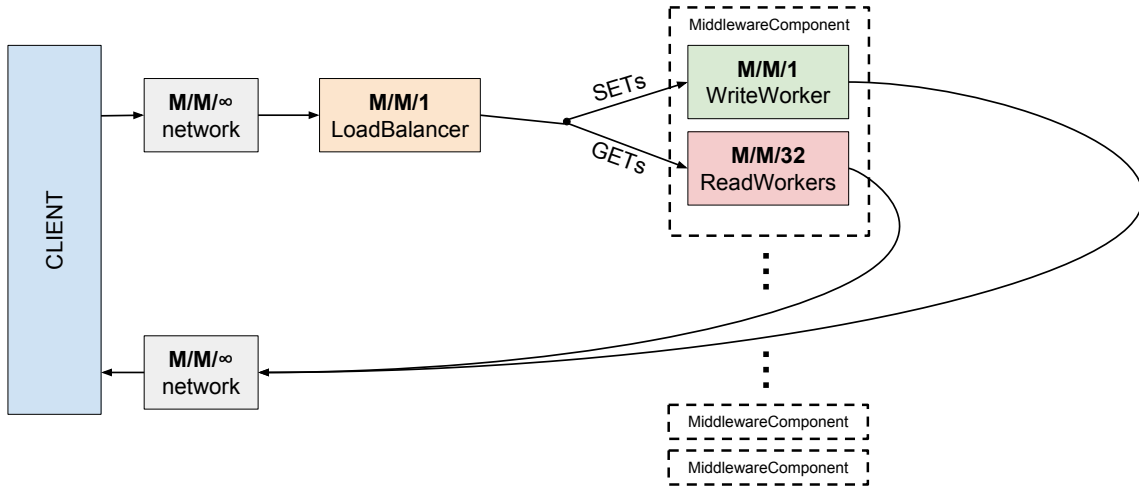 MiddlewareComponent
CLIENT
M/M/∞
network
M/M/1
LoadBalancer
SETs
GETs
M/M/1
WriteWorker
M/M/32
ReadWorkers
M/M/∞
network
MiddlewareComponent
MiddlewareComponent